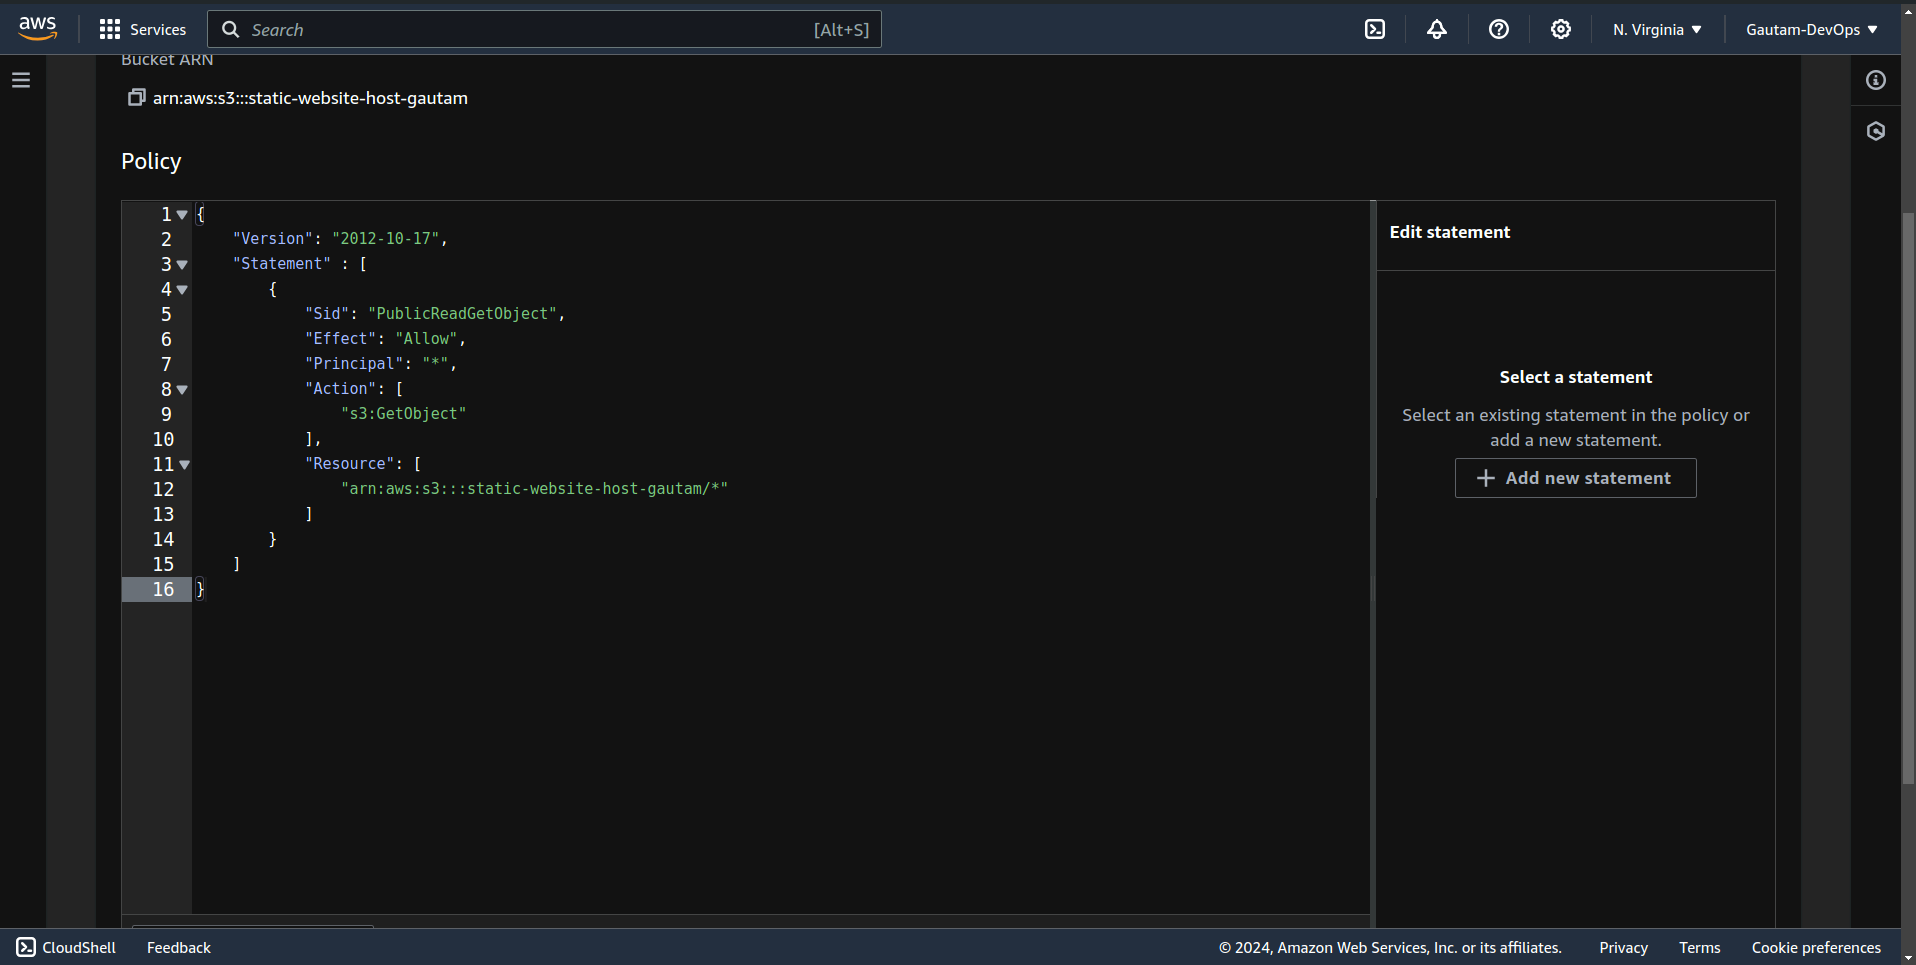 aws
Services
Search
[Alt+S]
N. Virginia
Gautam-DevOps
Bucket ARN
arn:aws:s3:::static-website-host-gautam
Policy
1 {
2 "Version": "2012-10-17",
3 "Statement" : [
4 {
5 "Sid": "PublicReadGetObject",
6 "Effect": "Allow",
7 "Principal": "*",
8 "Action": [
9 "s3:GetObject"
10 ],
11 "Resource": [
12 "arn:aws:s3:::static-website-host-gautam/*"
13 ]
14 }
15 ]
16 }
Edit statement
Select a statement
Select an existing statement in the policy or
add a new statement.
Add new statement
CloudShell
Feedback
© 2024, Amazon Web Services, Inc. or its affiliates.
Privacy
Terms
Cookie preferences